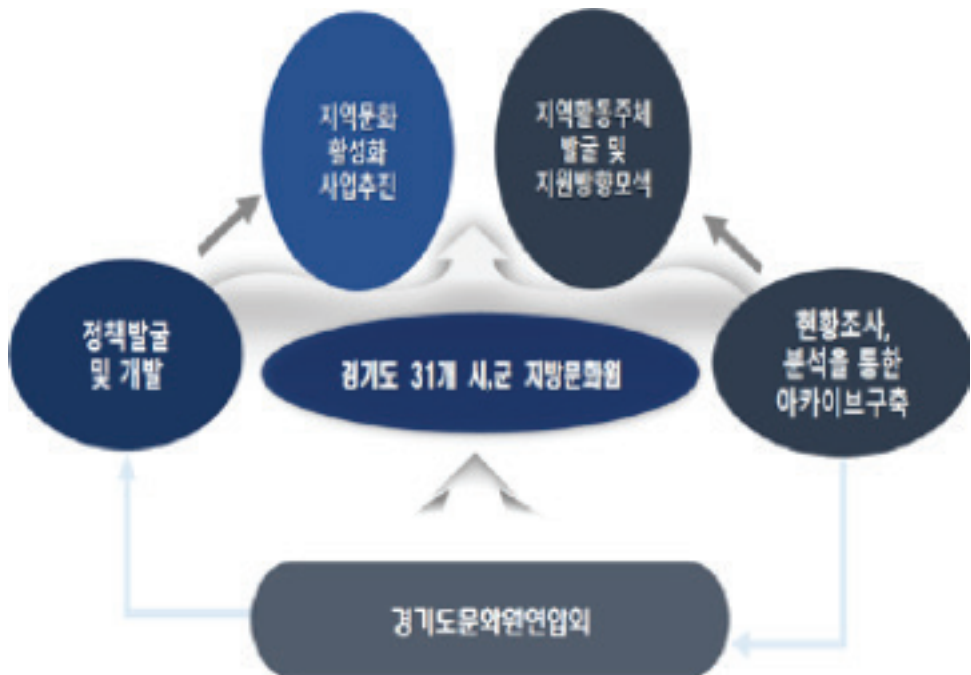 지역문화
활성화
사업추진
지역활동주체
발굴 및
지원방향모색
정책발굴
및 개발
경기도 31개 시,군 지방문화원
현황조사,
분석을 통한
아카이브구축
경기도문화원연합회